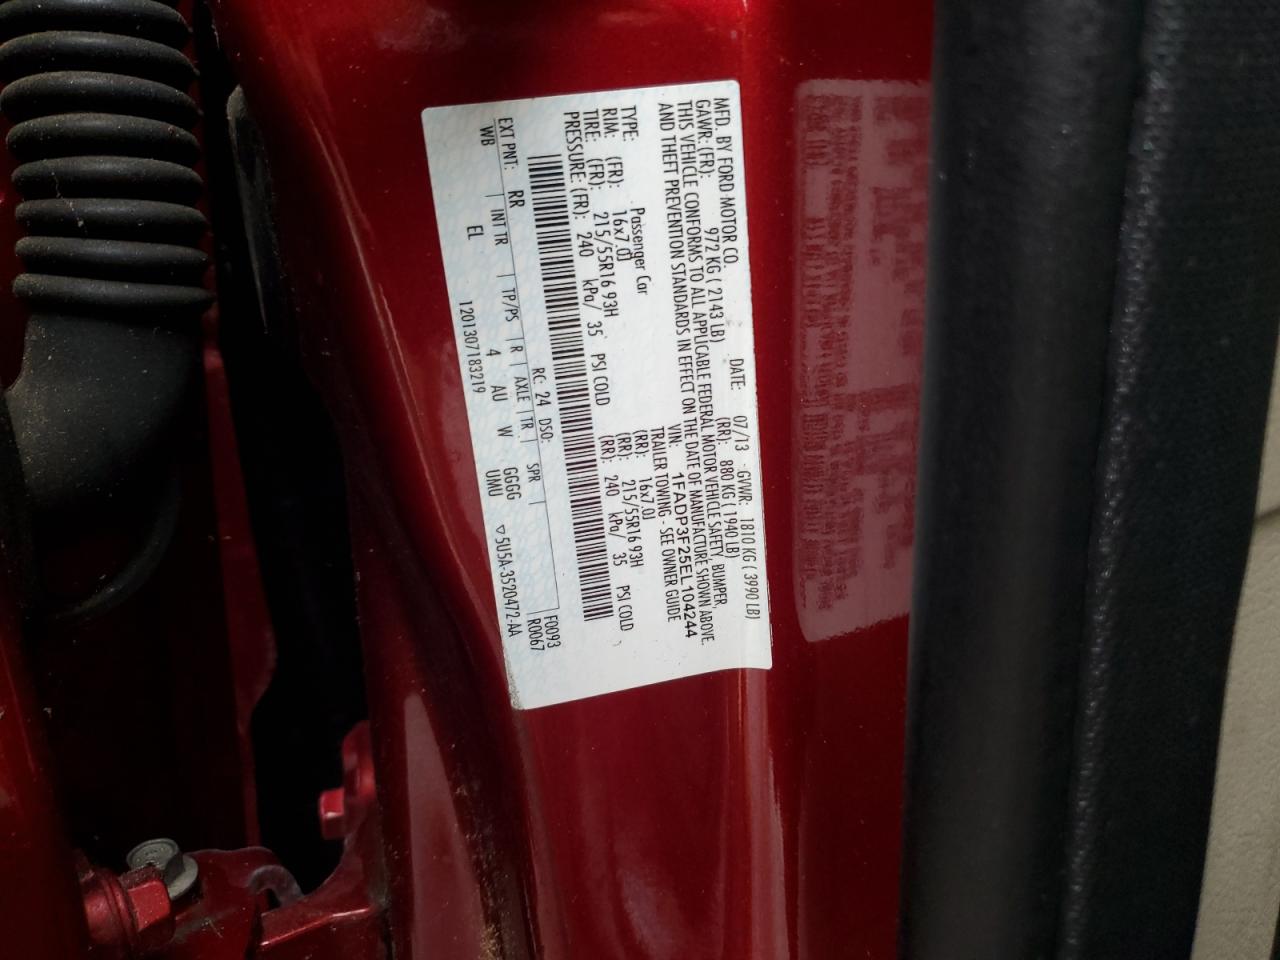 MFD. BY FORD MOTOR CO. DATE: 07/13 GVWR: 1810 KG ( 3990 LB)
GAWR: (FR): 972 KG ( 2143 LB) (RR): 880 KG ( 1940 LB)
THIS VEHICLE CONFORMS TO ALL APPLICABLE FEDERAL MOTOR VEHICLE SAFETY, BUMPER,
AND THEFT PREVENTION STANDARDS IN EFFECT ON THE DATE OF MANUFACTURE SHOWN ABOVE.
VIN: 1FADP3F25EL104244
TYPE: Passenger Car TRAILER TOWING - SEE OWNER GUIDE
RIM: (FR): 16x7.0J (RR): 16x7.0J
TIRE: (FR): 215/55R16 93H (RR): 215/55R16 93H
PRESSURE: (FR): 240 kPa/ 35 PSI COLD (RR): 240 kPa/ 35 PSI COLD
RC: 24 DSO: F0093
EXT PNT: RR R0067
WB INT TR TP/PS R AXLE TR SPR
EL 4 AU W GGGG
UMU
1201307183219 ▽5U5A-3520472-AA